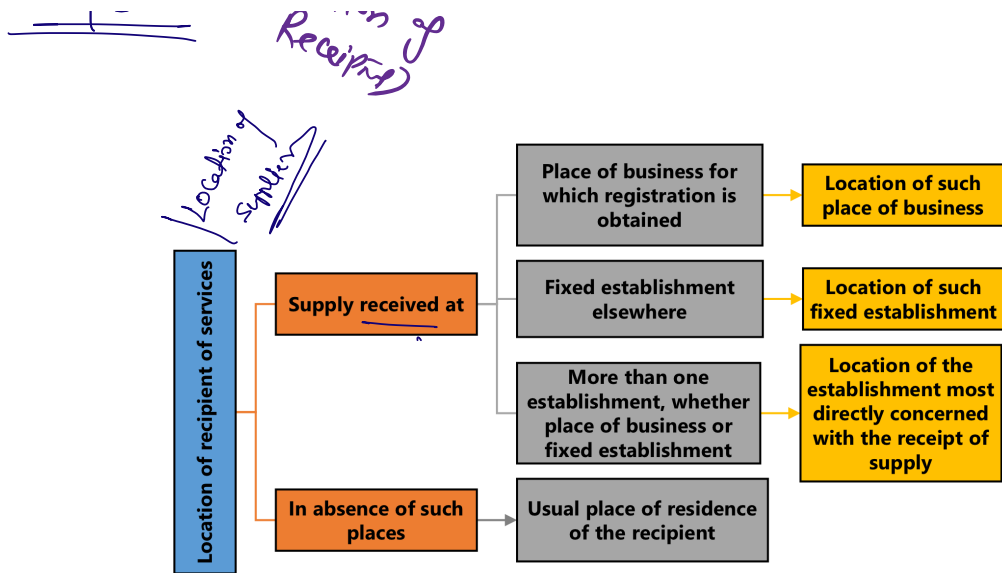 of
Receipt
Location of
supplier
Place of business for
which registration is
obtained
Location of such
place of business
Location of recipient of services
Supply received at
Fixed establishment
elsewhere
Location of such
fixed establishment
More than one
establishment, whether
place of business or
fixed establishment
Location of the
establishment most
directly concerned
with the receipt of
supply
In absence of such
places
Usual place of residence
of the recipient